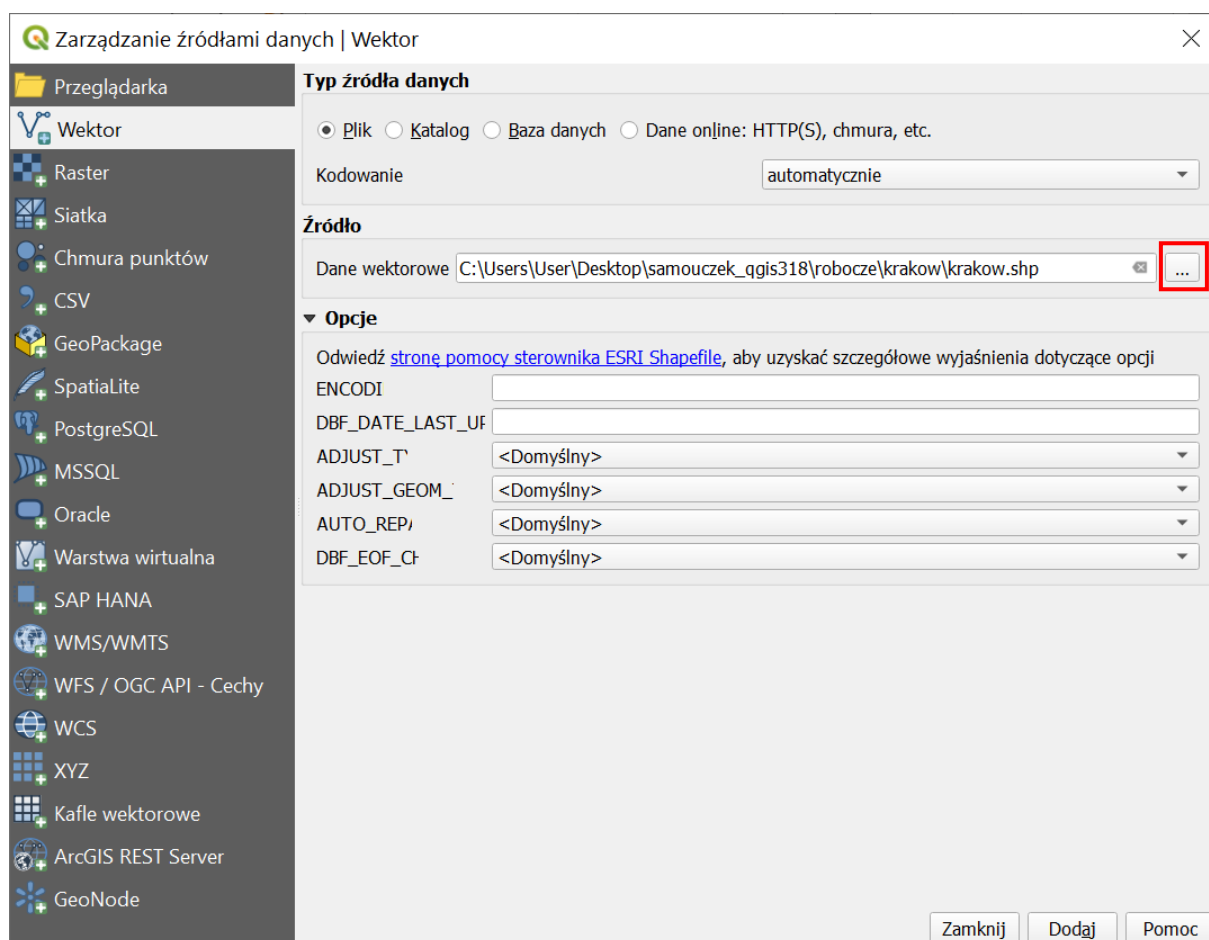 Zarządzanie źródłami danych | Wektor
Przeglądarka
Wektor
Raster
Siatka
Chmura punktów
CSV
GeoPackage
SpatiaLite
PostgreSQL
MSSQL
Oracle
Warstwa wirtualna
SAP HANA
WMS/WMTS
WFS / OGC API - Cechy
WCS
XYZ
Kafle wektorowe
ArcGIS REST Server
GeoNode
Typ źródła danych
Plik Katalog Baza danych Dane online: HTTP(S), chmura, etc.
Kodowanie automatycznie
Źródło
Dane wektorowe C:\Users\User\Desktop\samouczek_qgis318\robocze\krakow\krakow.shp ...
Opcje
Odwiedź stronę pomocy sterownika ESRI Shapefile, aby uzyskać szczegółowe wyjaśnienia dotyczące opcji
ENCODI
DBF_DATE_LAST_UP
ADJUST_TY <Domyślny>
ADJUST_GEOM_ <Domyślny>
AUTO_REPA <Domyślny>
DBF_EOF_CH <Domyślny>
Zamknij Dodaj Pomoc